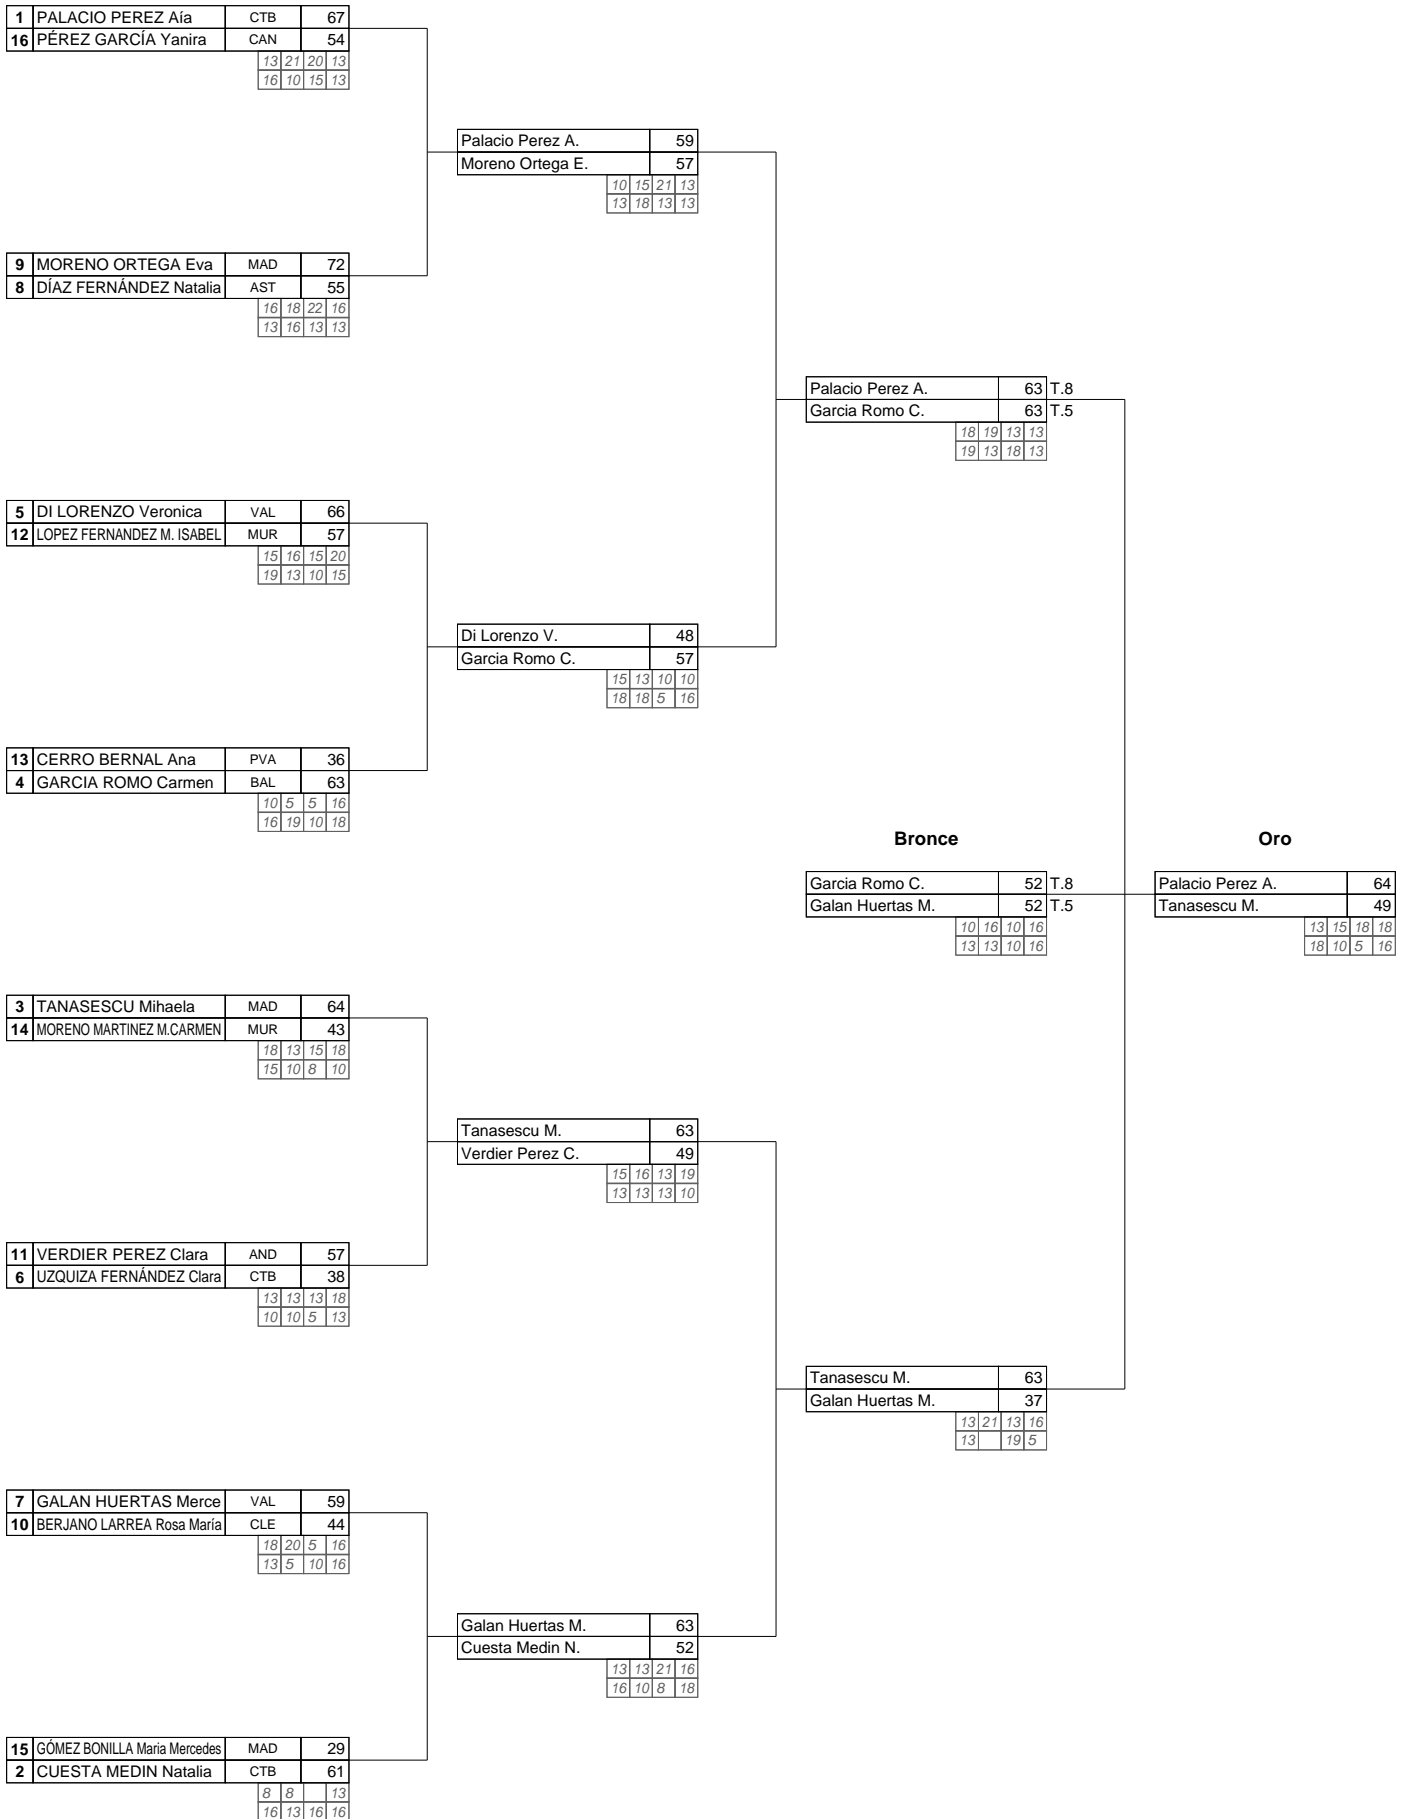 1 PALACIO PEREZ Aía CTB 67
16 PÉREZ GARCÍA Yanira CAN 54
13 21 20 13
16 10 15 13
Palacio Perez A. 59
Moreno Ortega E. 57
10 15 21 13
13 18 13 13
9 MORENO ORTEGA Eva MAD 72
8 DÍAZ FERNÁNDEZ Natalia AST 55
16 18 22 16
13 16 13 13
Palacio Perez A. 63 T.8
Garcia Romo C. 63 T.5
18 19 13 13
19 13 18 13
5 DI LORENZO Veronica VAL 66
12 LOPEZ FERNANDEZ M. ISABEL MUR 57
15 16 15 20
19 13 10 15
Di Lorenzo V. 48
Garcia Romo C. 57
15 13 10 10
18 18 5 16
13 CERRO BERNAL Ana PVA 36
4 GARCIA ROMO Carmen BAL 63
10 5 5 16
16 19 10 18
Bronce
Oro
Garcia Romo C. 52 T.8
Galan Huertas M. 52 T.5
10 16 10 16
13 13 10 16
Palacio Perez A. 64
Tanasescu M. 49
13 15 18 18
18 10 5 16
3 TANASESCU Mihaela MAD 64
14 MORENO MARTINEZ M.CARMEN MUR 43
18 13 15 18
15 10 8 10
Tanasescu M. 63
Verdier Perez C. 49
15 16 13 19
13 13 13 10
11 VERDIER PEREZ Clara AND 57
6 UZQUIZA FERNÁNDEZ Clara CTB 38
13 13 13 18
10 10 5 13
Tanasescu M. 63
Galan Huertas M. 37
13 21 13 16
13 19 5
7 GALAN HUERTAS Merce VAL 59
10 BERJANO LARREA Rosa María CLE 44
18 20 5 16
13 5 10 16
Galan Huertas M. 63
Cuesta Medin N. 52
13 13 21 16
16 10 8 18
15 GÓMEZ BONILLA Maria Mercedes MAD 29
2 CUESTA MEDIN Natalia CTB 61
8 8 13
16 13 16 16